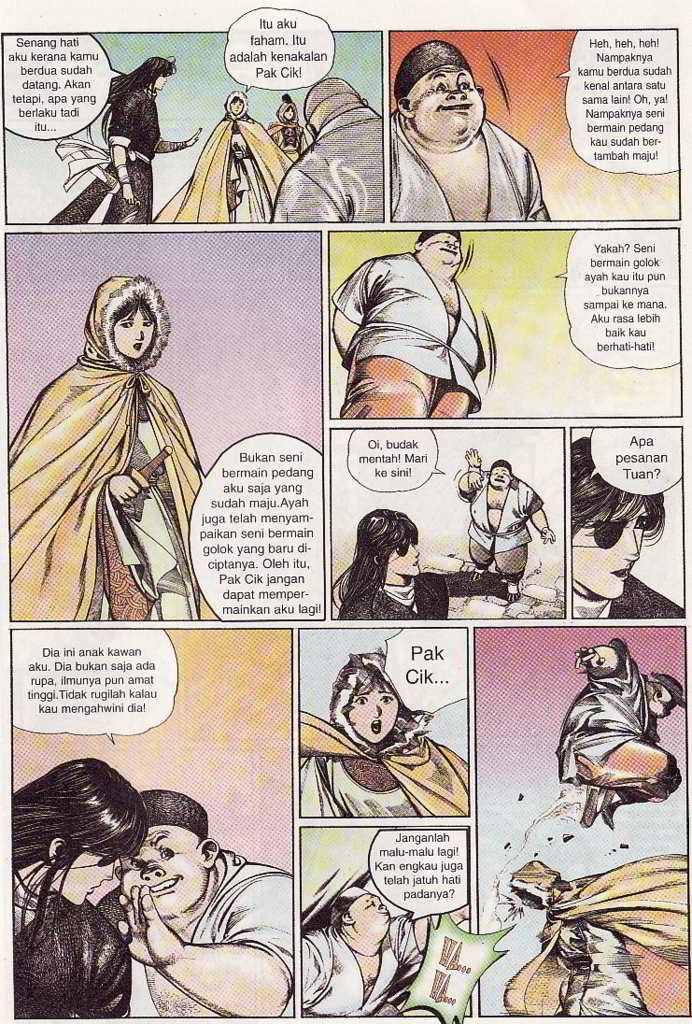 Senang hati
aku kerana kamu
berdua sudah
datang. Akan
tetapi, apa yang
berlaku tadi
itu...
Itu aku
faham. Itu
adalah kenakalan
Pak Cik!
Heh, heh, heh!
Nampaknya
kamu berdua sudah
kenal antara satu
sama lain! Oh, ya!
Nampaknya seni
bermain pedang
kau sudah ber-
tambah maju!
Bukan seni
bermain pedang
aku saja yang
sudah maju.Ayah
juga telah menyam-
paikan seni bermain
golok yang baru di-
ciptanya. Oleh itu,
Pak Cik jangan
dapat memper-
mainkan aku lagi!
Yakah? Seni
bermain golok
ayah kau itu pun
bukannya
sampai ke mana.
Aku rasa lebih
baik kau
berhati-hati!
Oi, budak
mentah! Mari
ke sini!
Apa
pesanan
Tuan?
Dia ini anak kawan
aku. Dia bukan saja ada
rupa, ilmunya pun amat
tinggi.Tidak rugilah kalau
kau mengahwini dia!
Pak
Cik...
Janganlah
malu-malu lagi!
Kan engkau juga
telah jatuh hati
padanya?
WA...
WA...